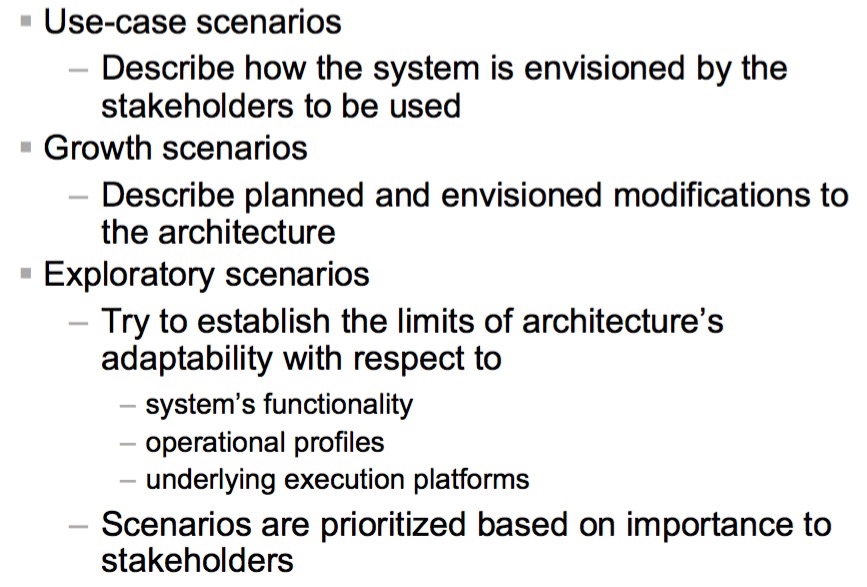 ▪ Use-case scenarios
– Describe how the system is envisioned by the
stakeholders to be used
▪ Growth scenarios
– Describe planned and envisioned modifications to
the architecture
▪ Exploratory scenarios
– Try to establish the limits of architecture’s
adaptability with respect to
– system’s functionality
– operational profiles
– underlying execution platforms
– Scenarios are prioritized based on importance to
stakeholders